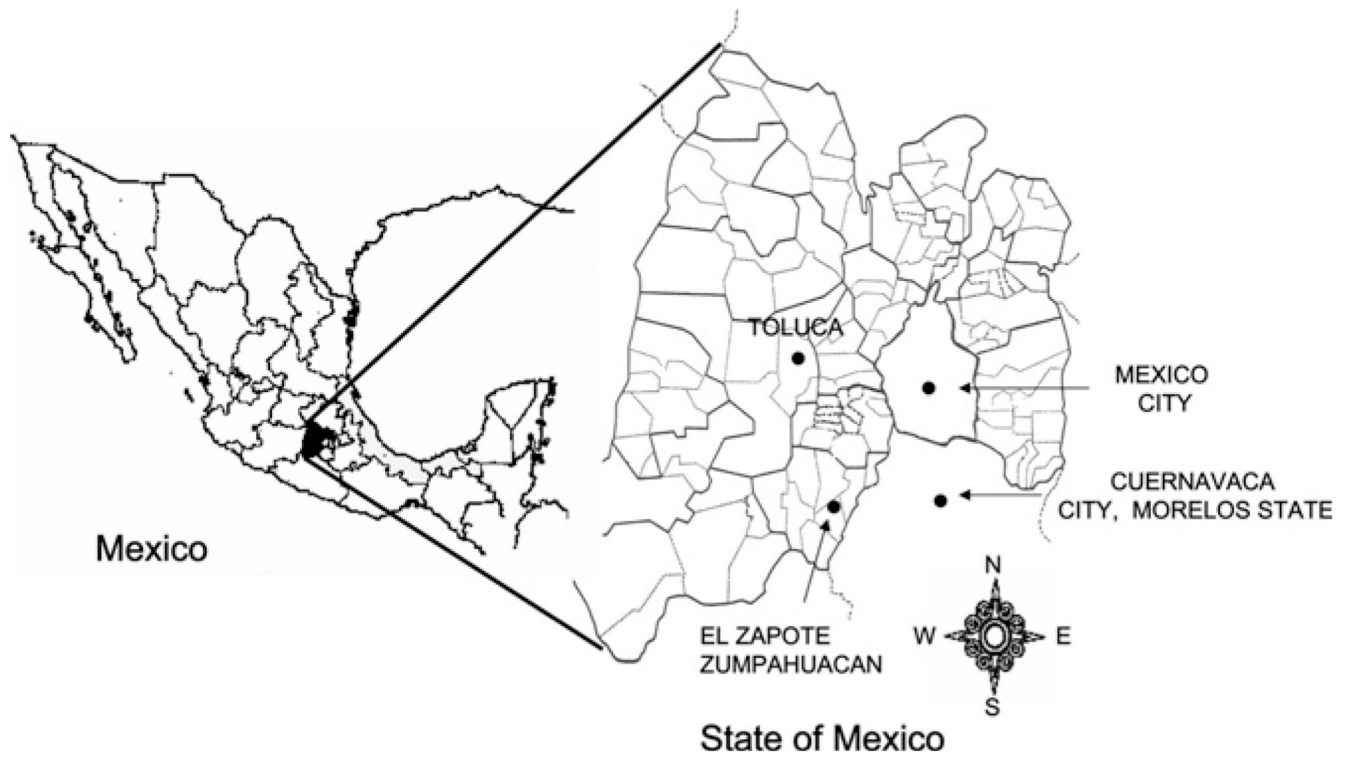 TOLUCA
MEXICO
CITY
CUERNAVACA
CITY, MORELOS STATE
Mexico
N
W
E
S
EL ZAPOTE
ZUMPAHUACAN
State of Mexico